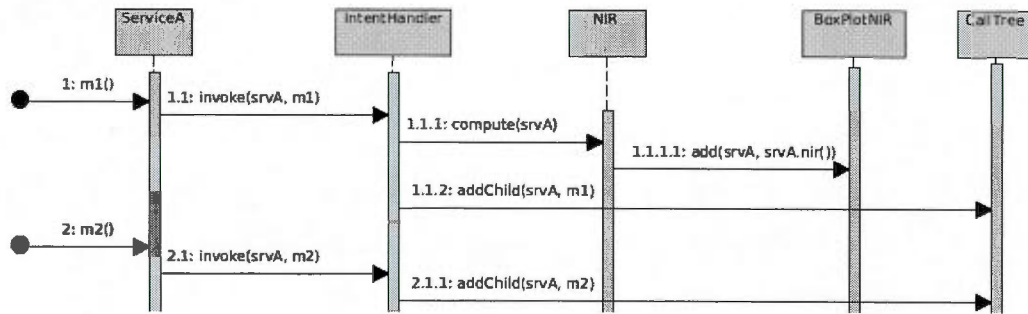 ServiceA
IntentHandler
NIR
BoxPlotNIR
CallTree
1: m1()
1.1: invoke(srvA, m1)
1.1.1: compute(srvA)
1.1.1.1: add(srvA, srvA.nir())
1.1.2: addChild(srvA, m1)
2: m2()
2.1: invoke(srvA, m2)
2.1.1: addChild(srvA, m2)